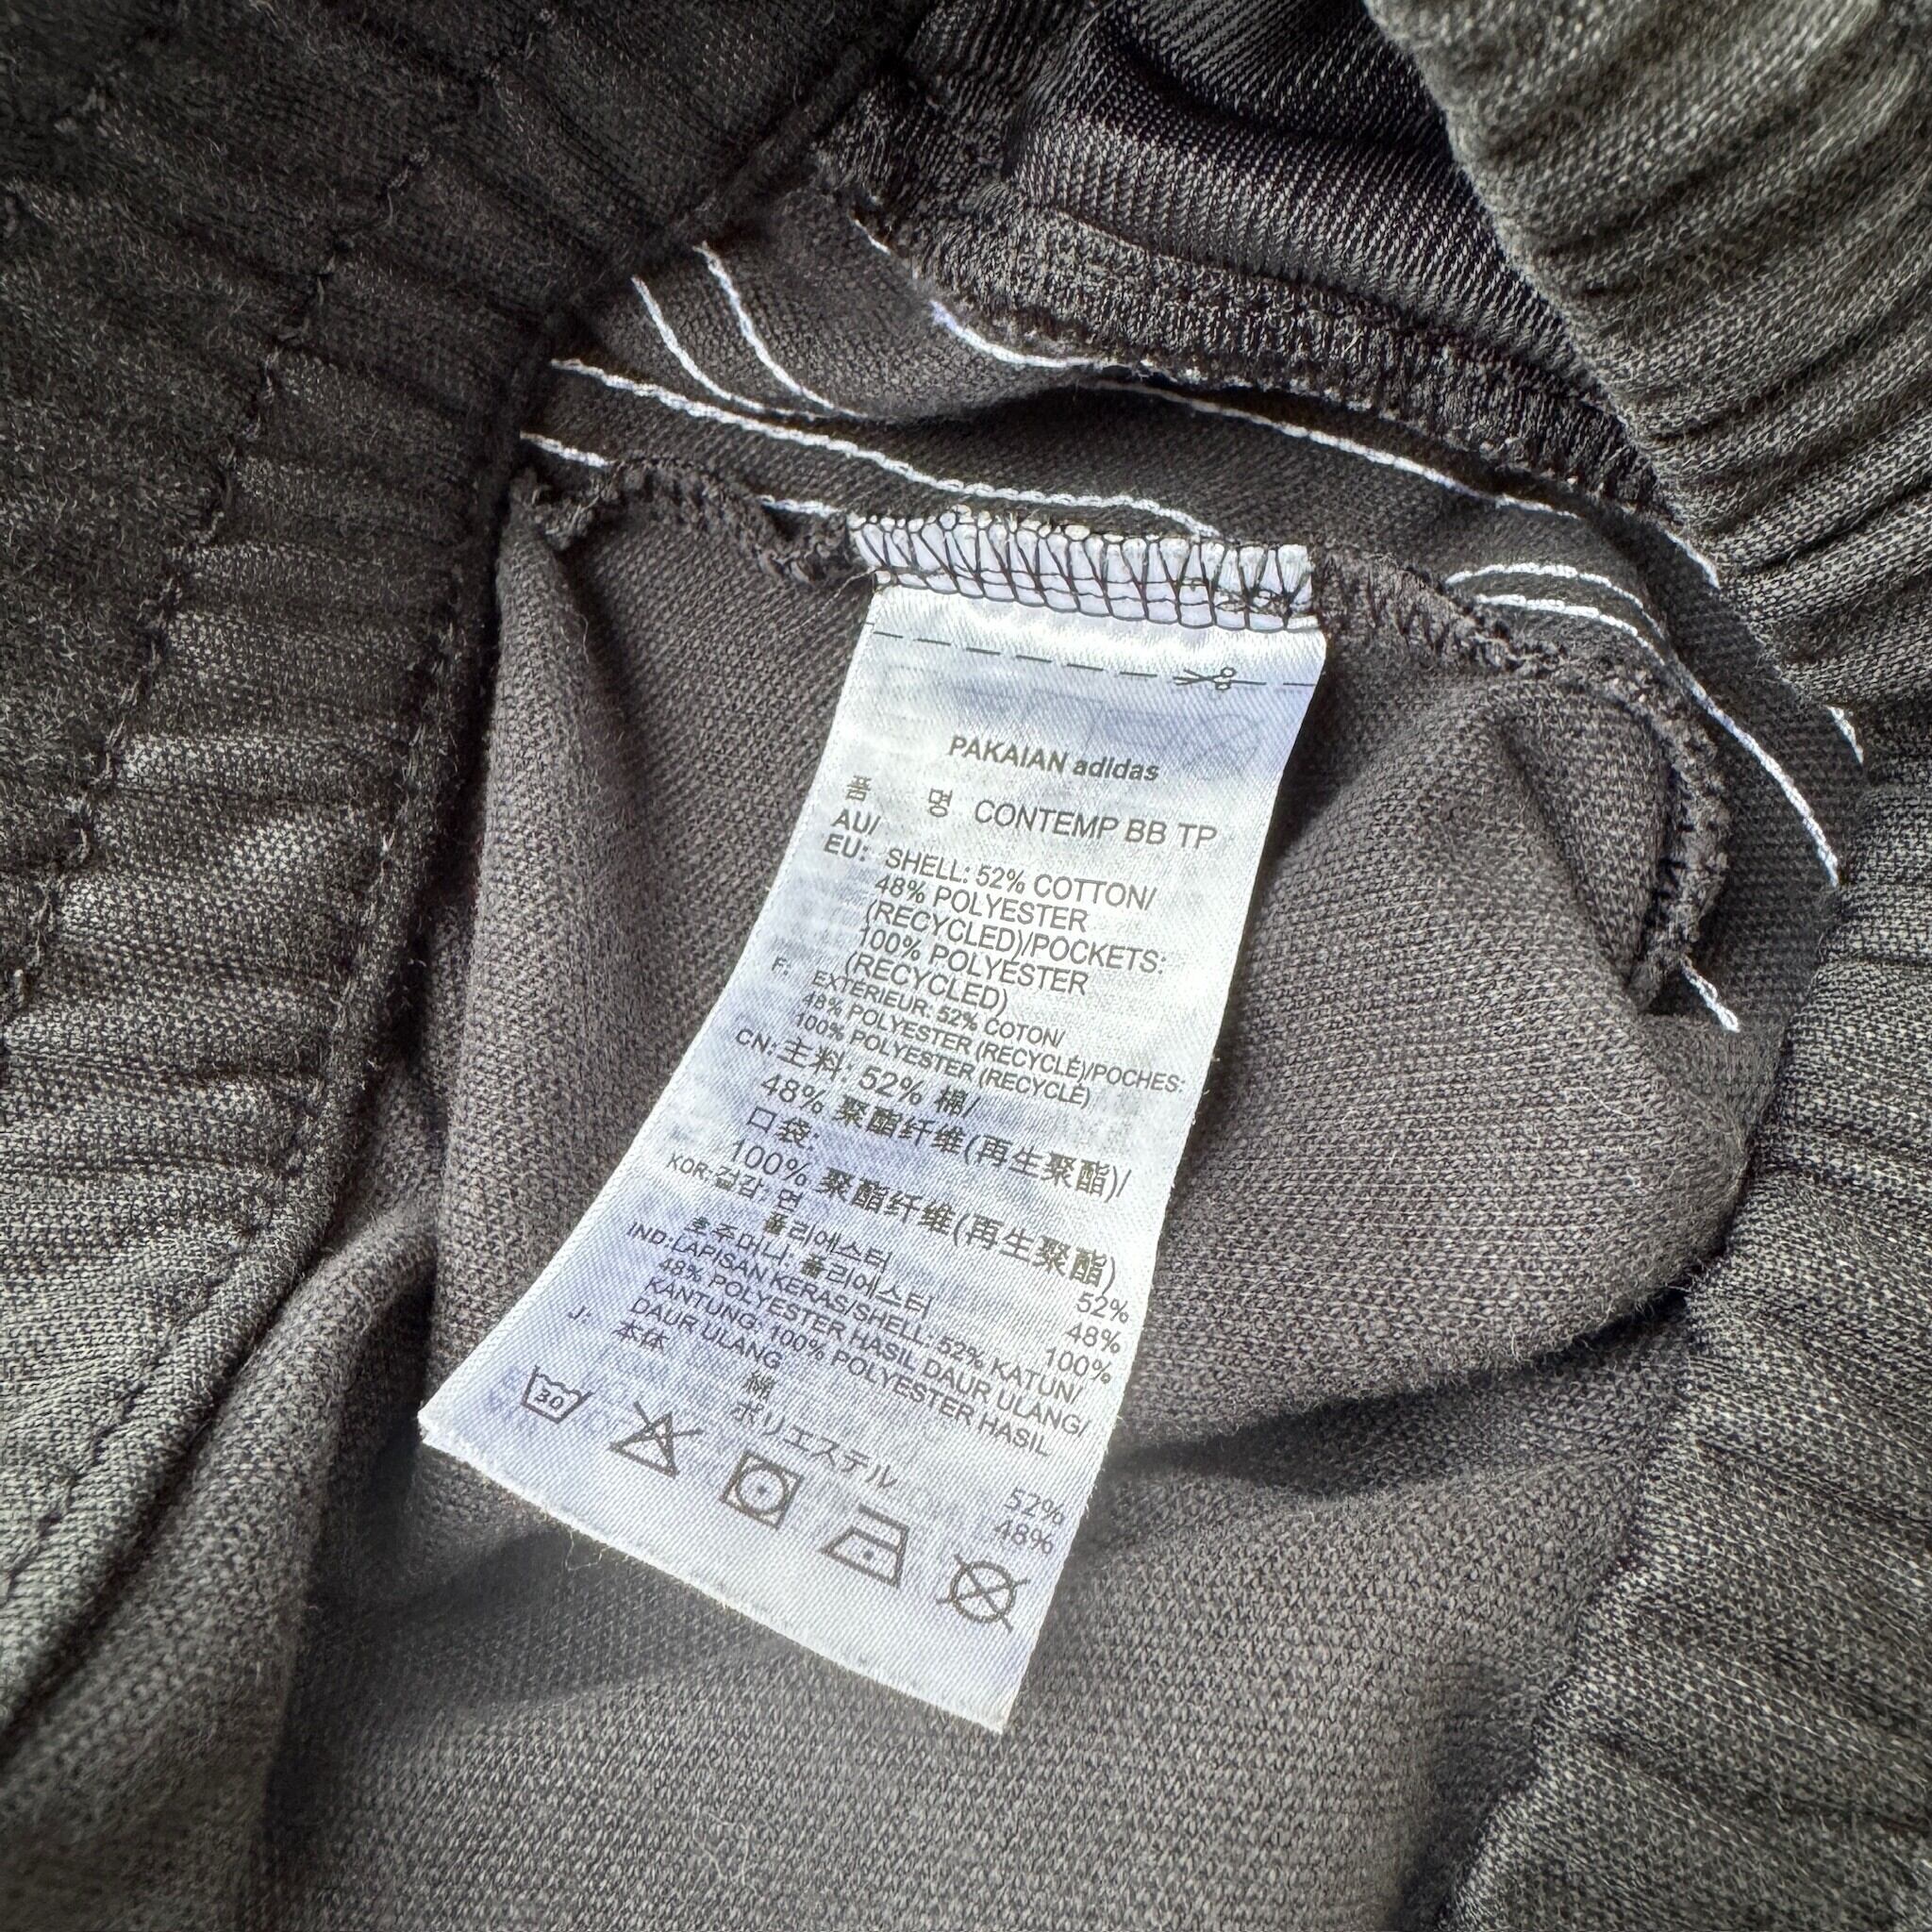 PAKAIAN adidas
품 명 CONTEMP BB TP
AU/
EU: SHELL: 52% COTTON/
48% POLYESTER
(RECYCLED)/POCKETS:
100% POLYESTER
(RECYCLED)
F: EXTÉRIEUR: 52% COTON/
48% POLYESTER (RECYCLÉ)/POCHES:
100% POLYESTER (RECYCLÉ)
CN: 主料: 52% 棉/
48% 聚酯纤维(再生聚酯)/
口袋:
100% 聚酯纤维(再生聚酯)
KOR: 겉감: 면 52%
폴리에스터 48%
호주머니: 폴리에스터 100%
IND: LAPISAN KERAS/SHELL: 52% KATUN/
48% POLYESTER HASIL DAUR ULANG/
KANTUNG: 100% POLYESTER HASIL
DAUR ULANG
J: 本体
綿 52%
ポリエステル 48%
30